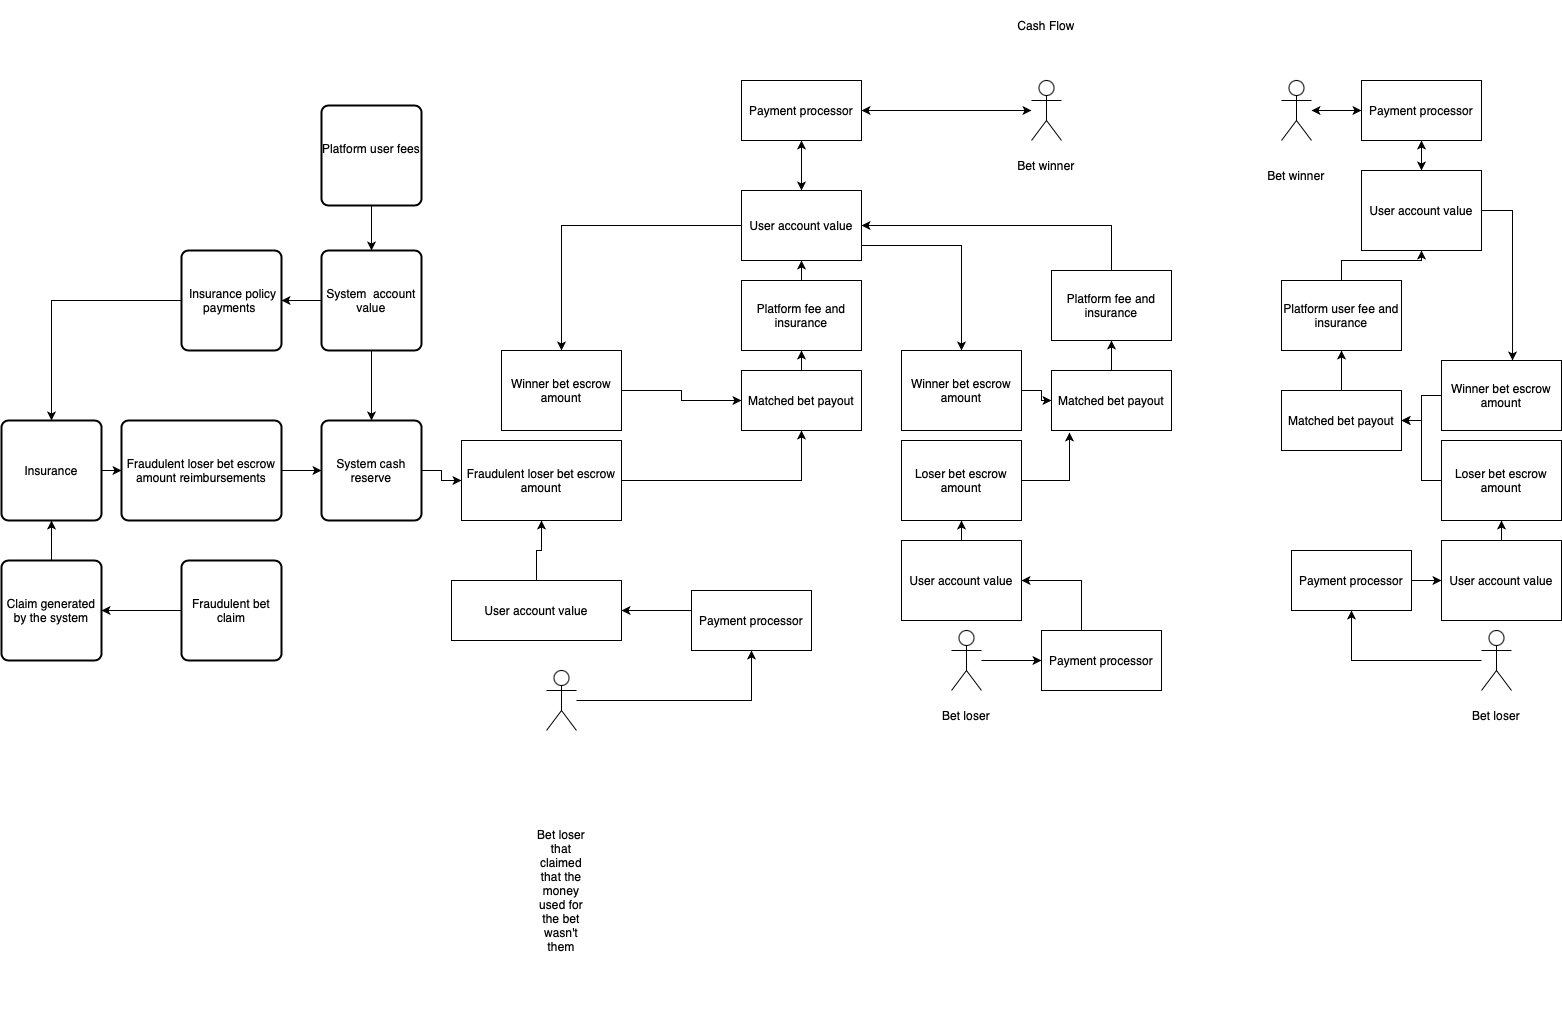 Cash Flow
Payment processor
Bet winner
Bet winner
Payment processor
Platform user fees
User account value
User account value
Insurance policy
payments
System  account
value
Platform fee and
insurance
Platform fee and
insurance
Platform user fee and
insurance
Winner bet escrow
amount
Matched bet payout
Winner bet escrow
amount
Matched bet payout
Matched bet payout
Winner bet escrow
amount
Insurance
Fraudulent loser bet escrow
amount reimbursements
System cash
reserve
Fraudulent loser bet escrow
amount
Loser bet escrow
amount
Loser bet escrow
amount
Claim generated
by the system
Fraudulent bet
claim
User account value
Payment processor
User account value
Payment processor
Payment processor
User account value
Bet loser
Bet loser
Bet loser
that
claimed
that the
money
used for
the bet
wasn't
them